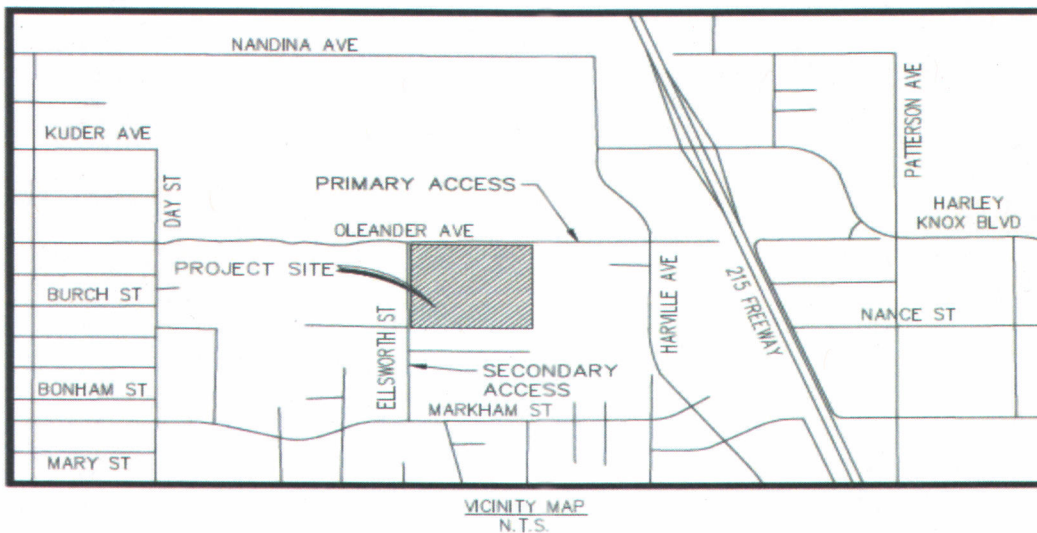 NANDINA AVE
KUDER AVE
DAY ST
PRIMARY ACCESS
OLEANDER AVE
PATTERSON AVE
HARLEY
KNOX BLVD
PROJECT SITE
BURCH ST
ELLSWORTH ST
HARVILLE AVE
215 FREEWAY
NANCE ST
SECONDARY
ACCESS
BONHAM ST
MARKHAM ST
MARY ST
VICINITY MAP
N.T.S.